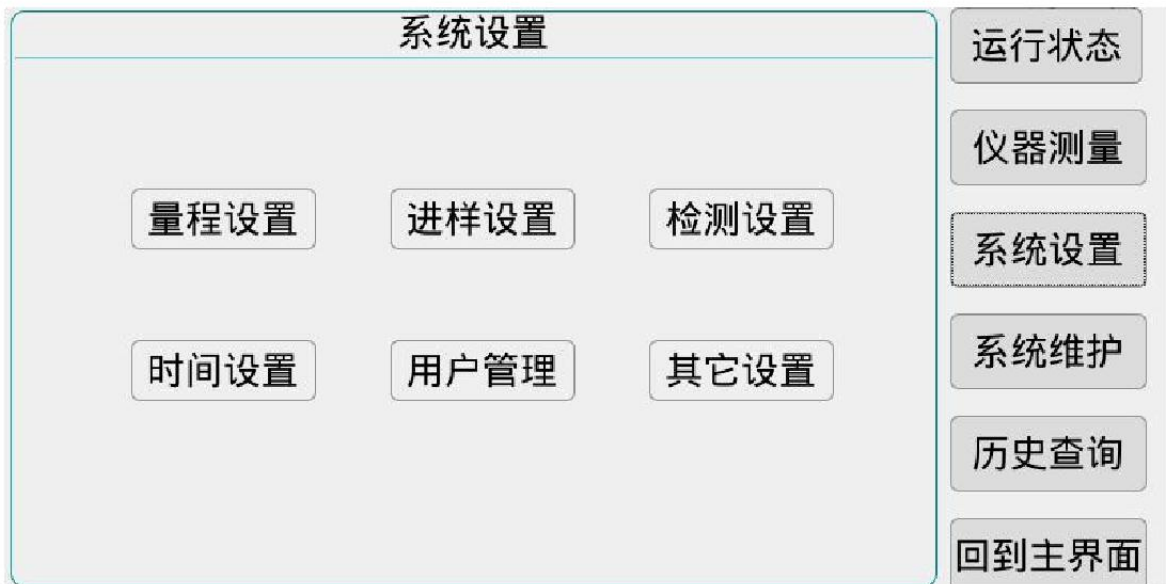 系统设置
量程设置
进样设置
检测设置
时间设置
用户管理
其它设置
运行状态
仪器测量
系统设置
系统维护
历史查询
回到主界面